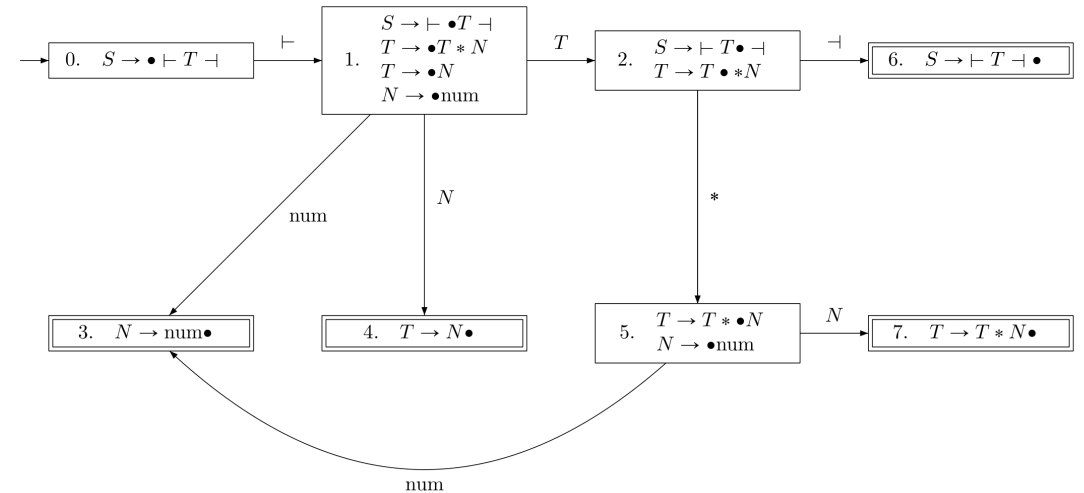 0. S → • ⊢ T ⊣
⊢
1.
S → ⊢ •T ⊣
T → •T ∗ N
T → •N
N → •num
T
2.
S → ⊢ T• ⊣
T → T • ∗N
⊣
6. S → ⊢ T ⊣ •
num
N
∗
3. N → num•
4. T → N•
5.
T → T ∗ •N
N → •num
N
7. T → T ∗ N•
num